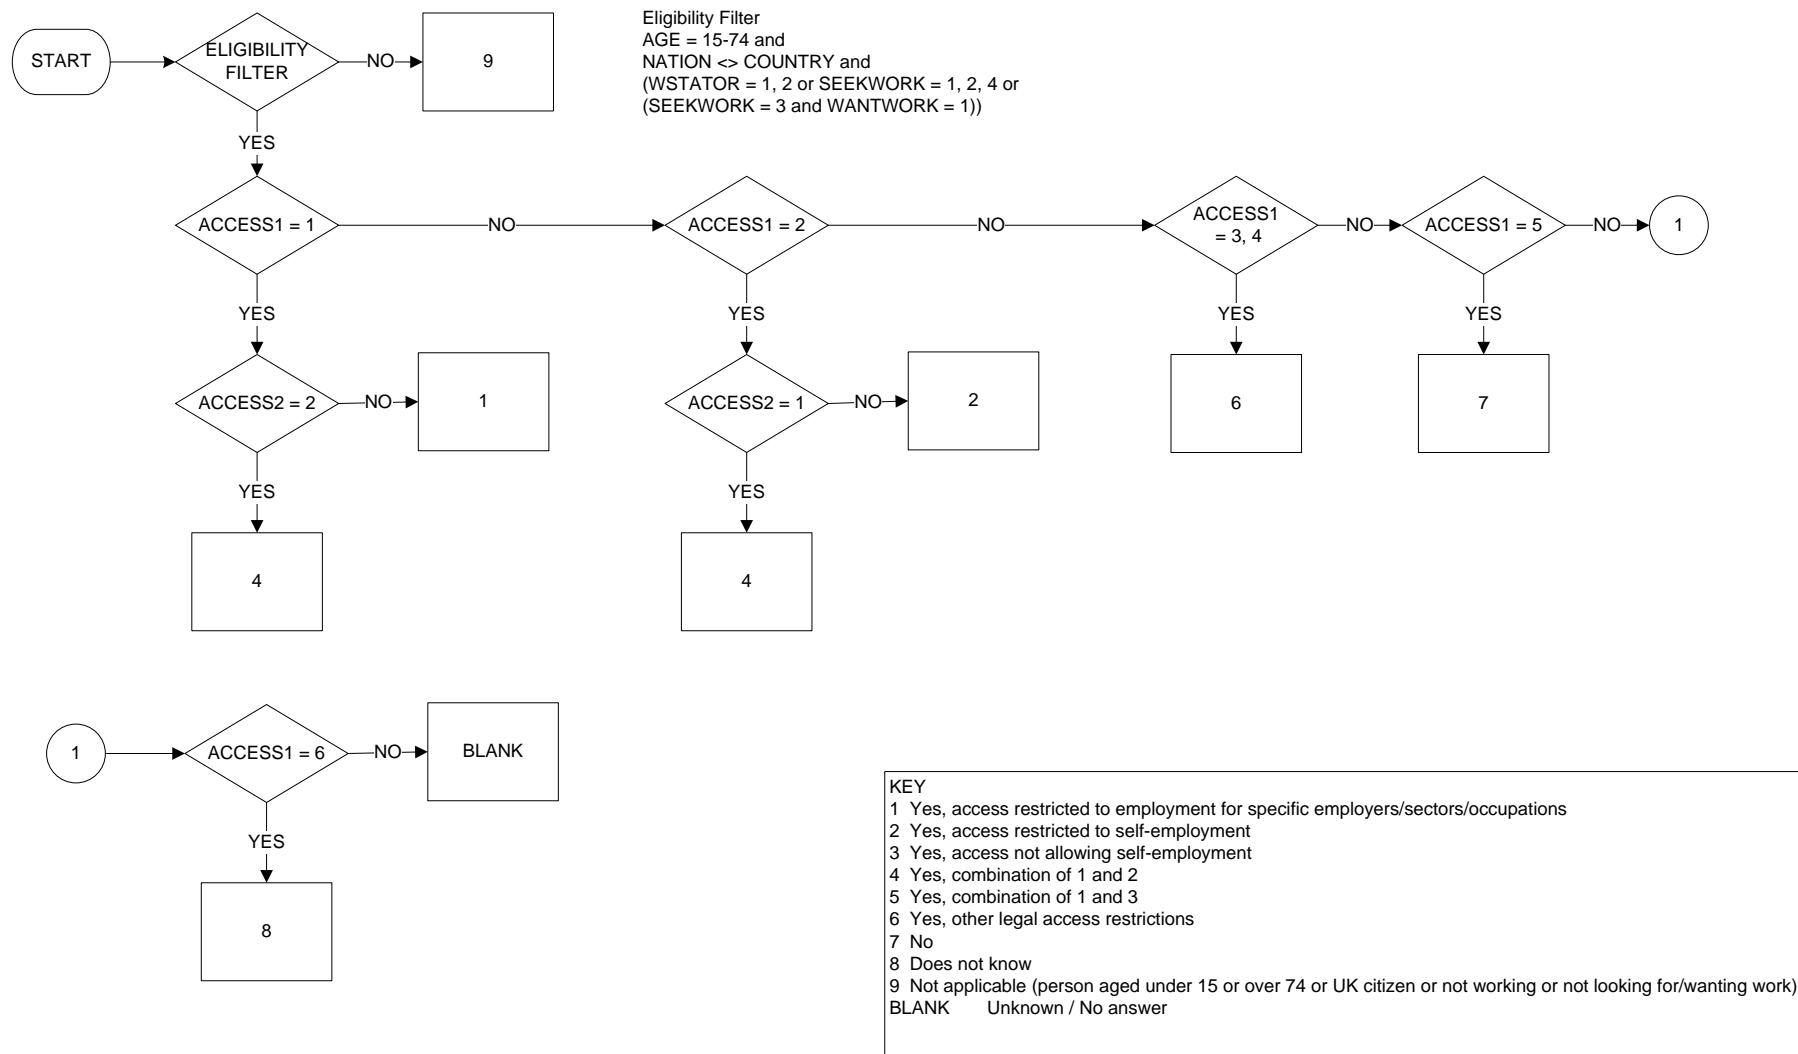 START
ELIGIBILITY
FILTER
NO
9
Eligibility Filter
AGE = 15-74 and
NATION <> COUNTRY and
(WSTATOR = 1, 2 or SEEKWORK = 1, 2, 4 or
(SEEKWORK = 3 and WANTWORK = 1))
YES
ACCESS1 = 1
NO
ACCESS1 = 2
NO
ACCESS1
= 3, 4
NO
ACCESS1 = 5
NO
1
YES
YES
YES
YES
ACCESS2 = 2
NO
1
ACCESS2 = 1
NO
2
6
7
YES
YES
4
4
1
ACCESS1 = 6
NO
BLANK
YES
8
KEY
1 Yes, access restricted to employment for specific employers/sectors/occupations
2 Yes, access restricted to self-employment
3 Yes, access not allowing self-employment
4 Yes, combination of 1 and 2
5 Yes, combination of 1 and 3
6 Yes, other legal access restrictions
7 No
8 Does not know
9 Not applicable (person aged under 15 or over 74 or UK citizen or not working or not looking for/wanting work)
BLANK Unknown / No answer